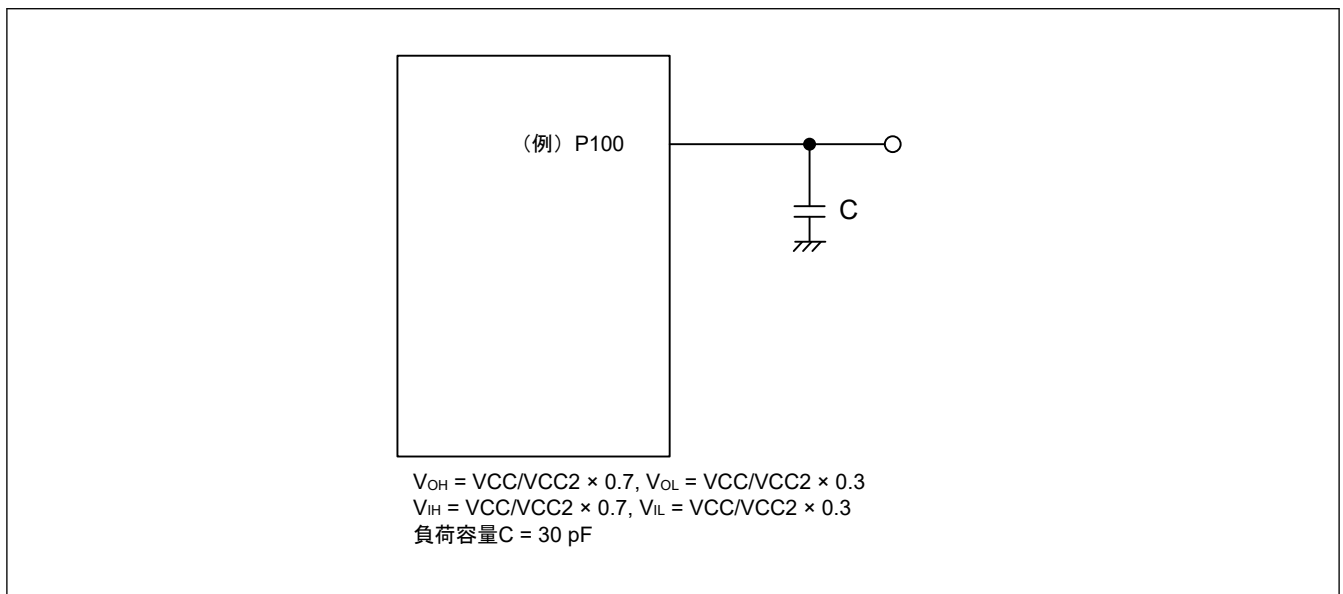 （例）P100
C
VOH = VCC/VCC2 × 0.7, VOL = VCC/VCC2 × 0.3
VIH = VCC/VCC2 × 0.7, VIL = VCC/VCC2 × 0.3
負荷容量C = 30 pF